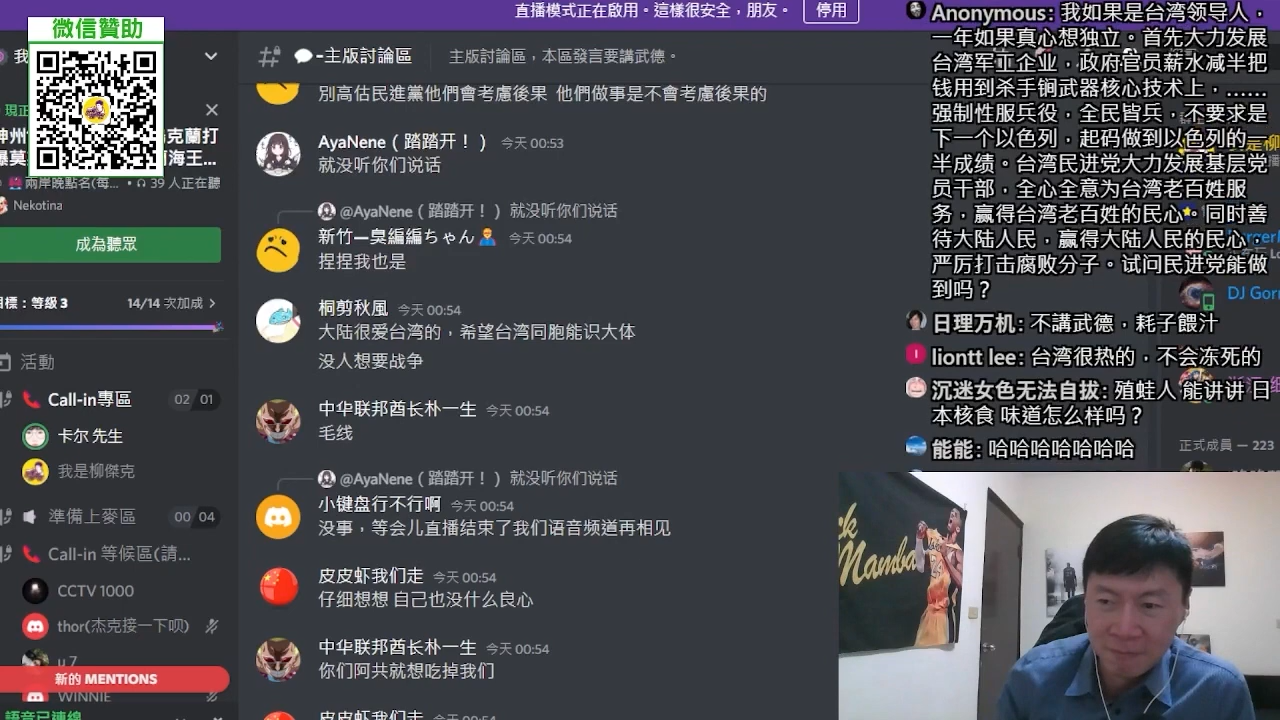 直播模式正在啟用。這樣很安全，朋友。 停用
微信贊助
💬-主版討論區 主版討論區，本區發言要講武德。
別高估民進黨他們會考慮後果 他們做事是不會考慮後果的
AyaNene（踏踏开！） 今天 00:53
就没听你们说话
@AyaNene（踏踏开！）就没听你们说话
新竹一臭編編ちゃん 今天 00:54
捏捏我也是
桐剪秋風 今天 00:54
大陆很爱台湾的，希望台湾同胞能识大体
没人想要战争
中华联邦酋长朴一生 今天 00:54
毛线
@AyaNene（踏踏开！）就没听你们说话
小键盘行不行啊 今天 00:54
没事，等会儿直播结束了我们语音频道再相见
皮皮虾我们走 今天 00:54
仔细想想 自己也没什么良心
中华联邦酋长朴一生 今天 00:54
你们阿共就想吃掉我们
皮皮虾我们走 今天 00:54
克蘭打
海王...
兩岸晚點名(每... • 39 人正在聽
Nekotina
成為聽眾
標：等級 3 14/14 次加成
活動
Call-in專區 02 01
卡尔 先生
我是柳傑克
準備上麥區 00 04
Call-in 等候區(請...
CCTV 1000
thor(杰克接一下呗)
u 7
新的 MENTIONS
WINNIE
語音已連線
Anonymous: 我如果是台湾领导人，
一年如果真心想独立。首先大力发展
台湾军工企业，政府官员薪水减半把
钱用到杀手锏武器核心技术上，......
强制性服兵役，全民皆兵，不要求是
下一个以色列，起码做到以色列的一
半成绩。台湾民进党大力发展基层党
员干部，全心全意为台湾老百姓服
务，赢得台湾老百姓的民心。同时善
待大陆人民，赢得大陆人民的民心，
严厉打击腐败分子。试问民进党能做
到吗？
日理万机: 不講武德，耗子餵汁
liontt lee: 台湾很热的，不会冻死的
沉迷女色无法自拔: 殖蛙人 能讲讲 日
本核食 味道怎么样吗？
能能: 哈哈哈哈哈哈哈
DJ Gor
正式成員 — 223
ck
Mamba